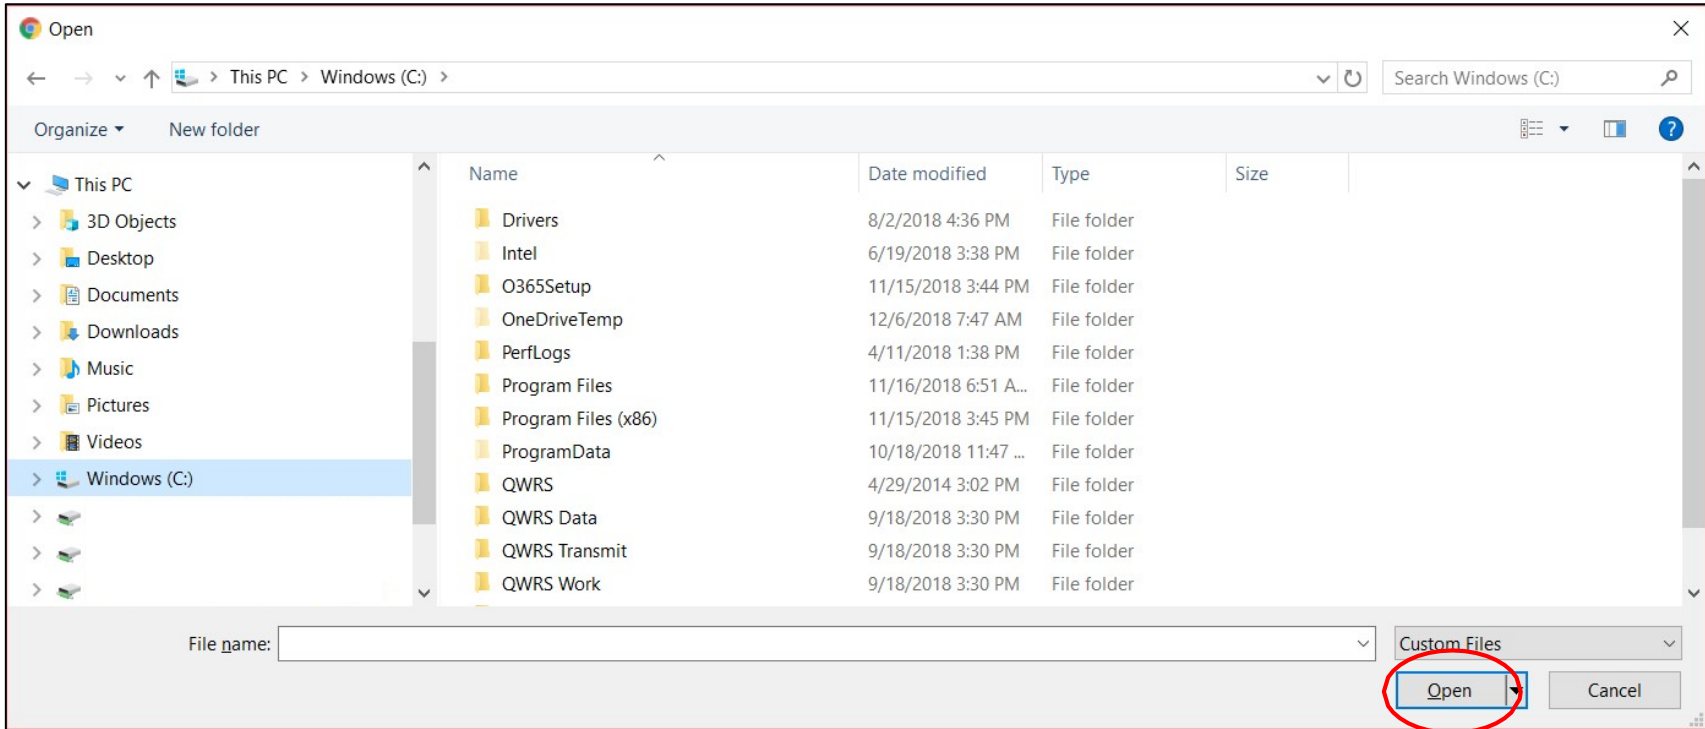 Open
This PC > Windows (C:) >
Search Windows (C:)
Organize
New folder
This PC
3D Objects
Desktop
Documents
Downloads
Music
Pictures
Videos
Windows (C:)
Name Date modified Type Size
Drivers 8/2/2018 4:36 PM File folder
Intel 6/19/2018 3:38 PM File folder
O365Setup 11/15/2018 3:44 PM File folder
OneDriveTemp 12/6/2018 7:47 AM File folder
PerfLogs 4/11/2018 1:38 PM File folder
Program Files 11/16/2018 6:51 A... File folder
Program Files (x86) 11/15/2018 3:45 PM File folder
ProgramData 10/18/2018 11:47 ... File folder
QWRS 4/29/2014 3:02 PM File folder
QWRS Data 9/18/2018 3:30 PM File folder
QWRS Transmit 9/18/2018 3:30 PM File folder
QWRS Work 9/18/2018 3:30 PM File folder
File name:
Custom Files
Open
Cancel